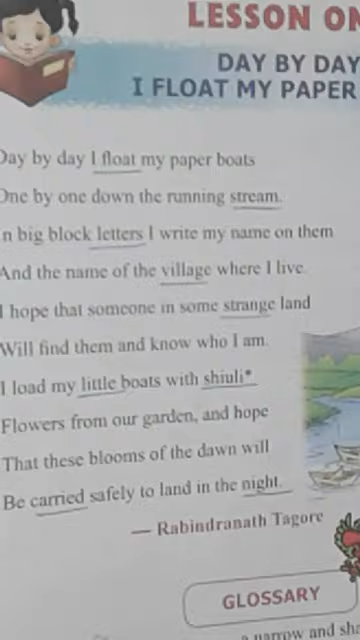 LESSON ON
DAY BY DAY
I FLOAT MY PAPER
Day by day I float my paper boats
One by one down the running stream.
In big block letters I write my name on them
And the name of the village where I live.
I hope that someone in some strange land
Will find them and know who I am.
I load my little boats with shiuli*
Flowers from our garden, and hope
That these blooms of the dawn will
Be carried safely to land in the night.
— Rabindranath Tagore
GLOSSARY
a narrow and